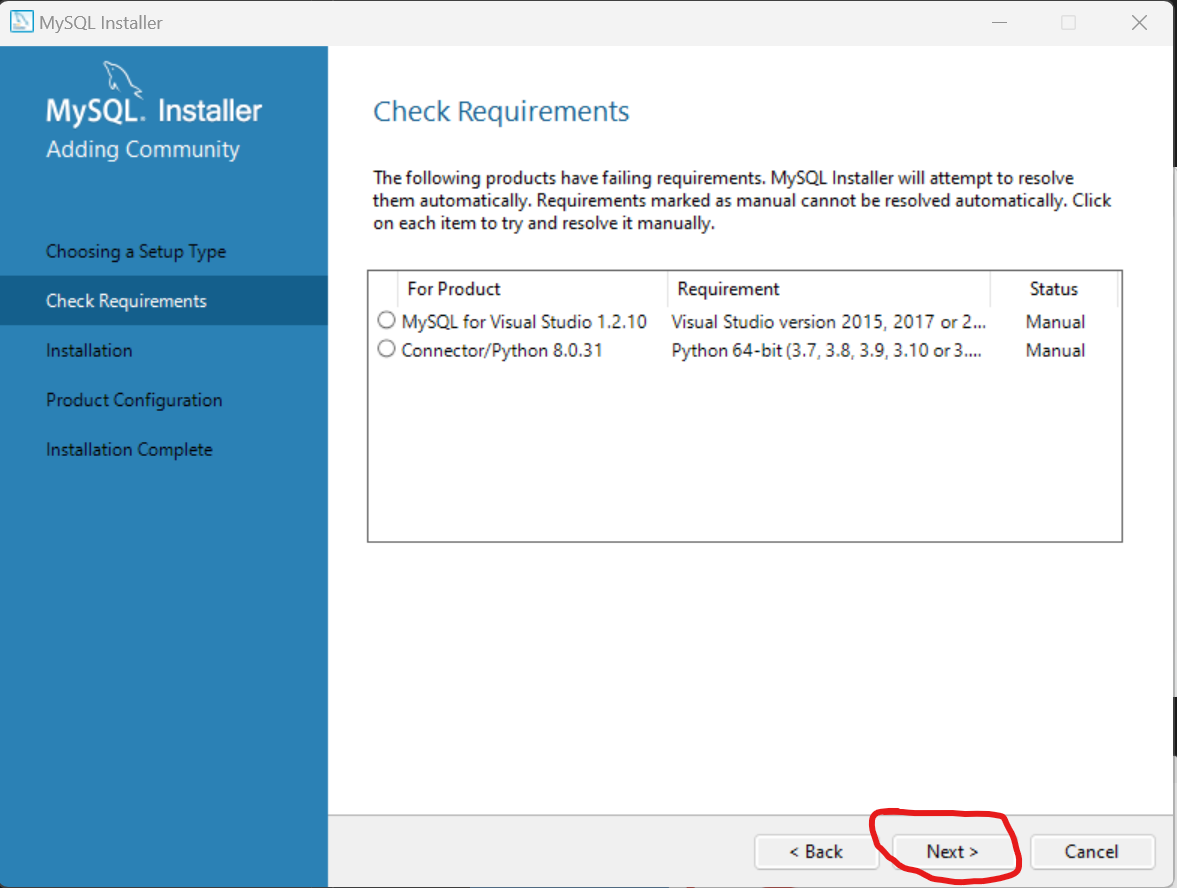 MySQL Installer
MySQL. Installer
Adding Community
Choosing a Setup Type
Check Requirements
Installation
Product Configuration
Installation Complete
Check Requirements
The following products have failing requirements. MySQL Installer will attempt to resolve
them automatically. Requirements marked as manual cannot be resolved automatically. Click
on each item to try and resolve it manually.
For Product Requirement Status
MySQL for Visual Studio 1.2.10 Visual Studio version 2015, 2017 or 2... Manual
Connector/Python 8.0.31 Python 64-bit (3.7, 3.8, 3.9, 3.10 or 3.... Manual
< Back Next > Cancel